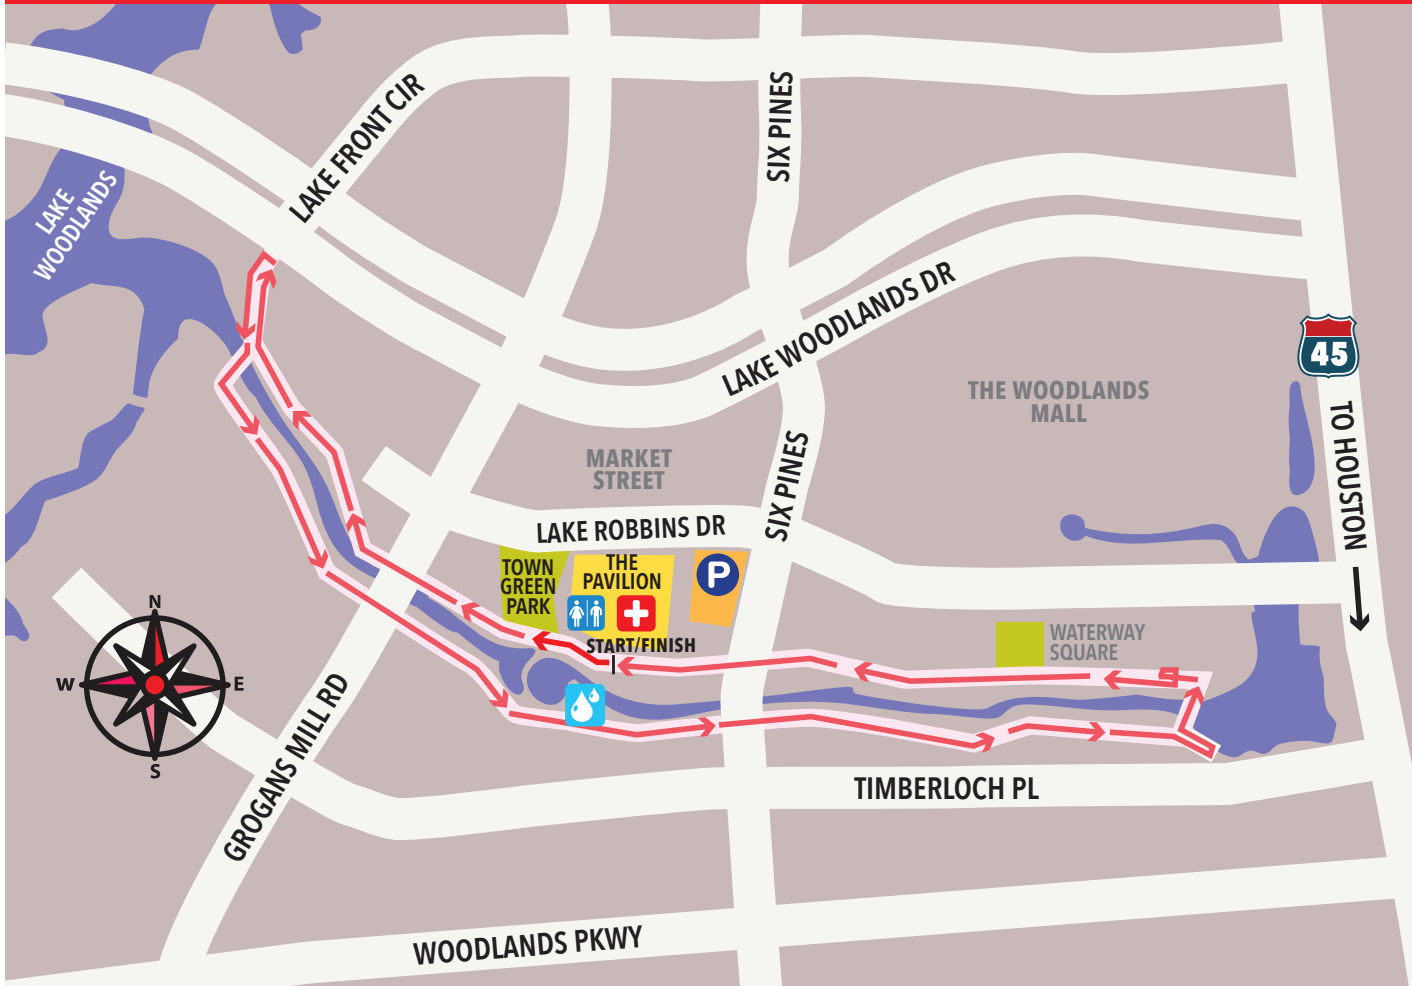 LAKE FRONT CIR
SIX PINES
LAKE
WOODLANDS
LAKE WOODLANDS DR
45
THE WOODLANDS
MALL
TO HOUSTON
MARKET
STREET
SIX PINES
LAKE ROBBINS DR
TOWN
GREEN
PARK
THE
PAVILION
P
START/FINISH
WATERWAY
SQUARE
N
W
E
S
GROGANS MILL RD
TIMBERLOCH PL
WOODLANDS PKWY